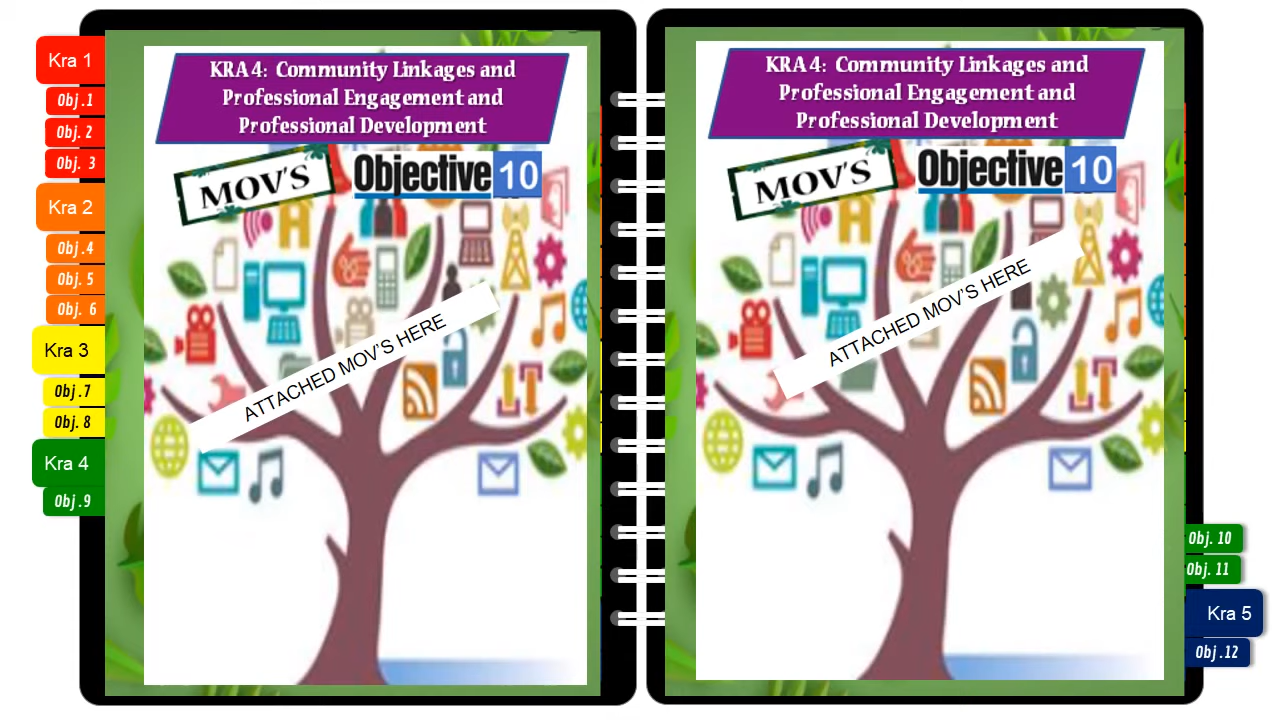 Kra 1
Obj.1
Obj. 2
Obj. 3
Kra 2
Obj.4
Obj. 5
Obj. 6
Kra 3
Obj.7
Obj. 8
Kra 4
Obj.9
KRA 4: Community Linkages and
Professional Engagement and
Professional Development
MOV'S
Objective 10
ATTACHED MOV'S HERE
KRA 4: Community Linkages and
Professional Engagement and
Professional Development
MOV'S
Objective 10
ATTACHED MOV'S HERE
Obj. 10
Obj. 11
Kra 5
Obj.12